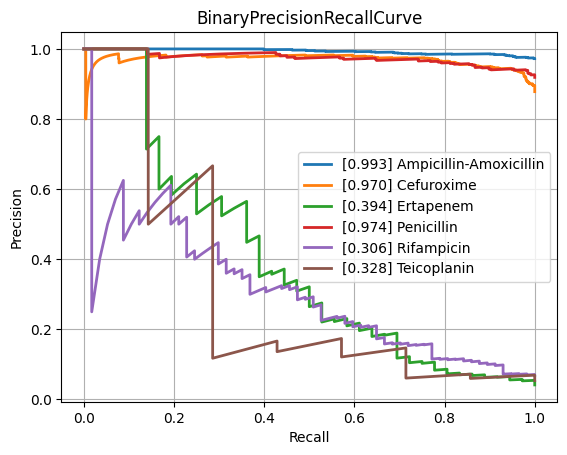 BinaryPrecisionRecallCurve
1.0
0.8
0.6
0.4
0.2
0.0
Precision
[0.993] Ampicillin-Amoxicillin
[0.970] Cefuroxime
[0.394] Ertapenem
[0.974] Penicillin
[0.306] Rifampicin
[0.328] Teicoplanin
0.0 0.2 0.4 0.6 0.8 1.0
Recall